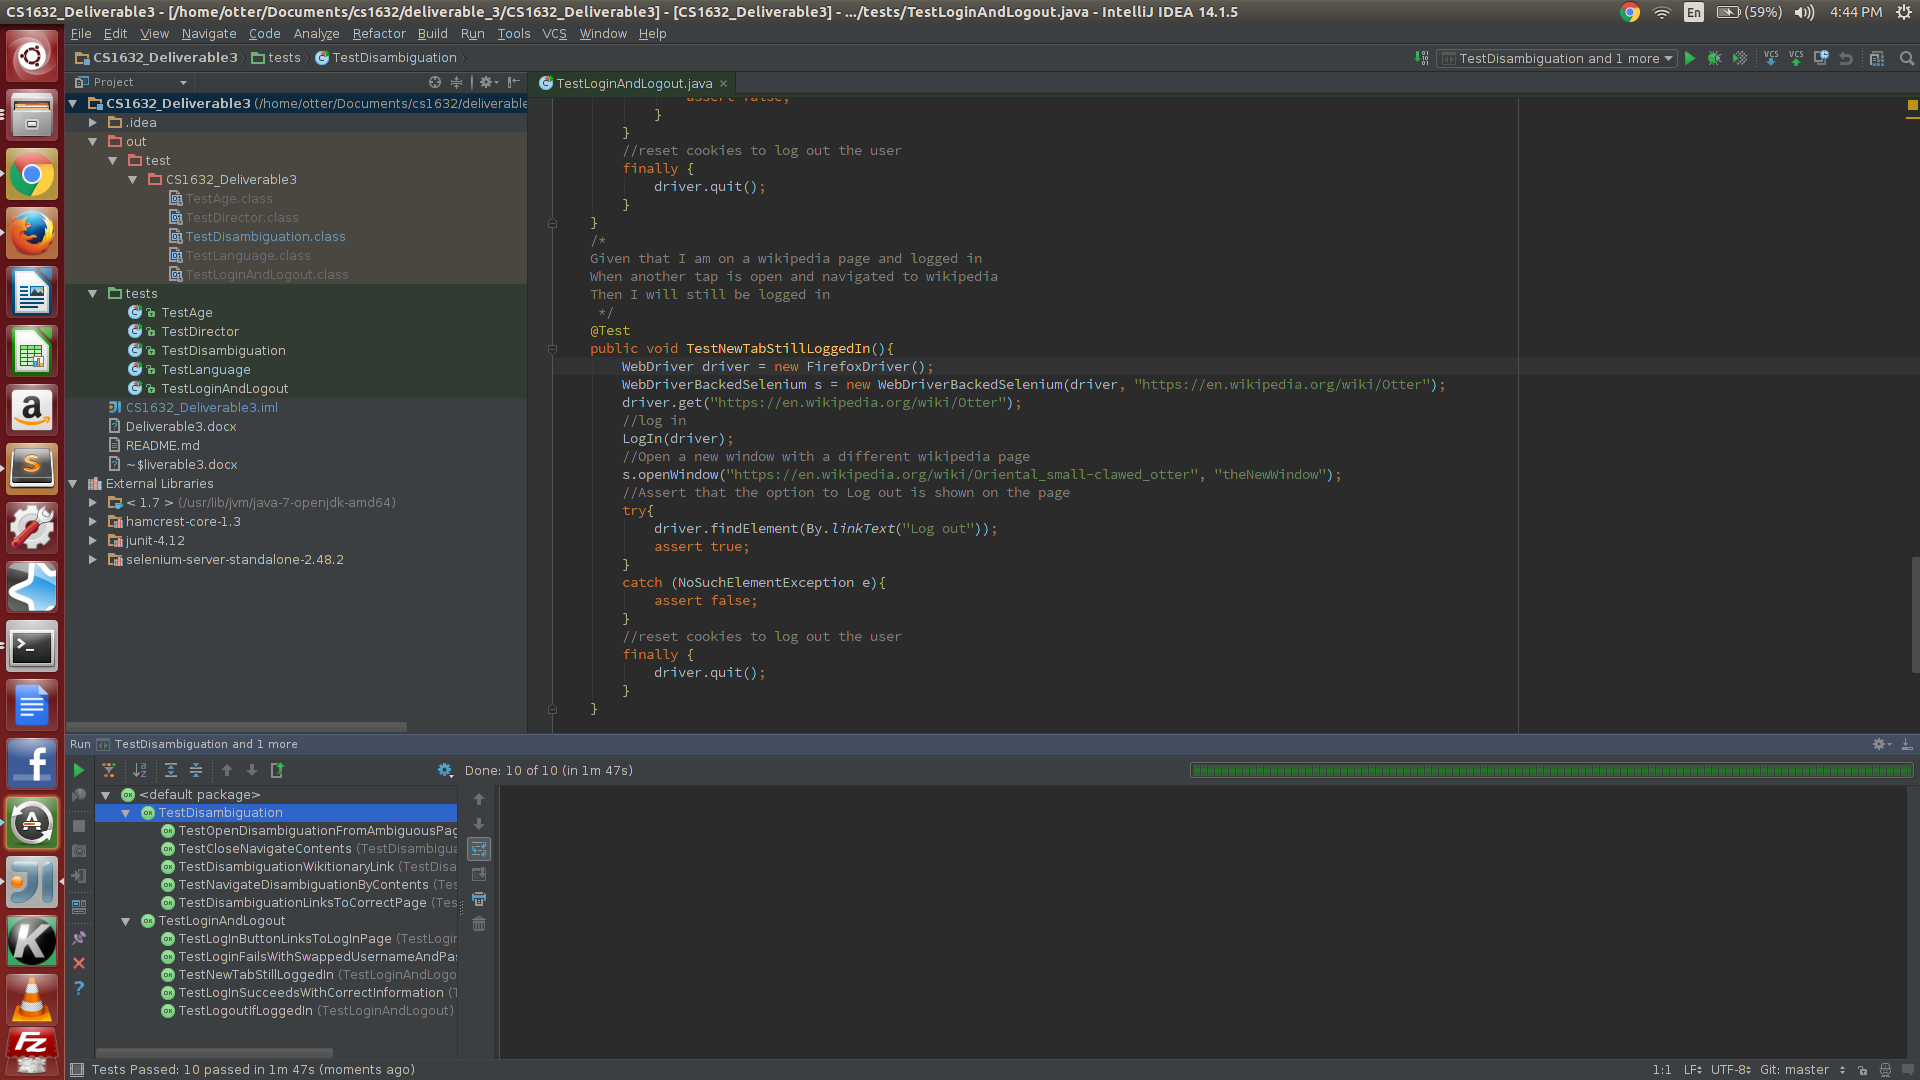 CS1632_Deliverable3 - [/home/otter/Documents/cs1632/deliverable_3/CS1632_Deliverable3] - [CS1632_Deliverable3] - .../tests/TestLoginAndLogout.java - IntelliJ IDEA 14.1.5
En (59%) 4:44 PM
File Edit View Navigate Code Analyze Refactor Build Run Tools VCS Window Help
CS1632_Deliverable3 tests TestDisambiguation
TestDisambiguation and 1 more VCS VCS
Project
TestLoginAndLogout.java
CS1632_Deliverable3 (/home/otter/Documents/cs1632/deliverable
.idea
out
test
CS1632_Deliverable3
TestAge.class
TestDirector.class
TestDisambiguation.class
TestLanguage.class
TestLoginAndLogout.class
tests
TestAge
TestDirector
TestDisambiguation
TestLanguage
TestLoginAndLogout
CS1632_Deliverable3.iml
Deliverable3.docx
README.md
~$liverable3.docx
External Libraries
< 1.7 > (/usr/lib/jvm/java-7-openjdk-amd64)
hamcrest-core-1.3
junit-4.12
selenium-server-standalone-2.48.2
assert false;
}
}
//reset cookies to log out the user
finally {
driver.quit();
}
}
/*
Given that I am on a wikipedia page and logged in
When another tap is open and navigated to wikipedia
Then I will still be logged in
*/
@Test
public void TestNewTabStillLoggedIn(){
WebDriver driver = new FirefoxDriver();
WebDriverBackedSelenium s = new WebDriverBackedSelenium(driver, "https://en.wikipedia.org/wiki/Otter");
driver.get("https://en.wikipedia.org/wiki/Otter");
//log in
LogIn(driver);
//Open a new window with a different wikipedia page
s.openWindow("https://en.wikipedia.org/wiki/Oriental_small-clawed_otter", "theNewWindow");
//Assert that the option to Log out is shown on the page
try{
driver.findElement(By.linkText("Log out"));
assert true;
}
catch (NoSuchElementException e){
assert false;
}
//reset cookies to log out the user
finally {
driver.quit();
}
}
Run TestDisambiguation and 1 more
Done: 10 of 10 (in 1m 47s)
<default package>
TestDisambiguation
TestOpenDisambiguationFromAmbiguousPag
TestCloseNavigateContents (TestDisambigua
TestDisambiguationWikitionaryLink (TestDisa
TestNavigateDisambiguationByContents (Tes
TestDisambiguationLinksToCorrectPage (Tes
TestLoginAndLogout
TestLogInButtonLinksToLogInPage (TestLogin
TestLoginFailsWithSwappedUsernameAndPas
TestNewTabStillLoggedIn (TestLoginAndLogo
TestLogInSucceedsWithCorrectInformation (T
TestLogoutIfLoggedIn (TestLoginAndLogout)
Tests Passed: 10 passed in 1m 47s (moments ago)
1:1 LF UTF-8 Git: master